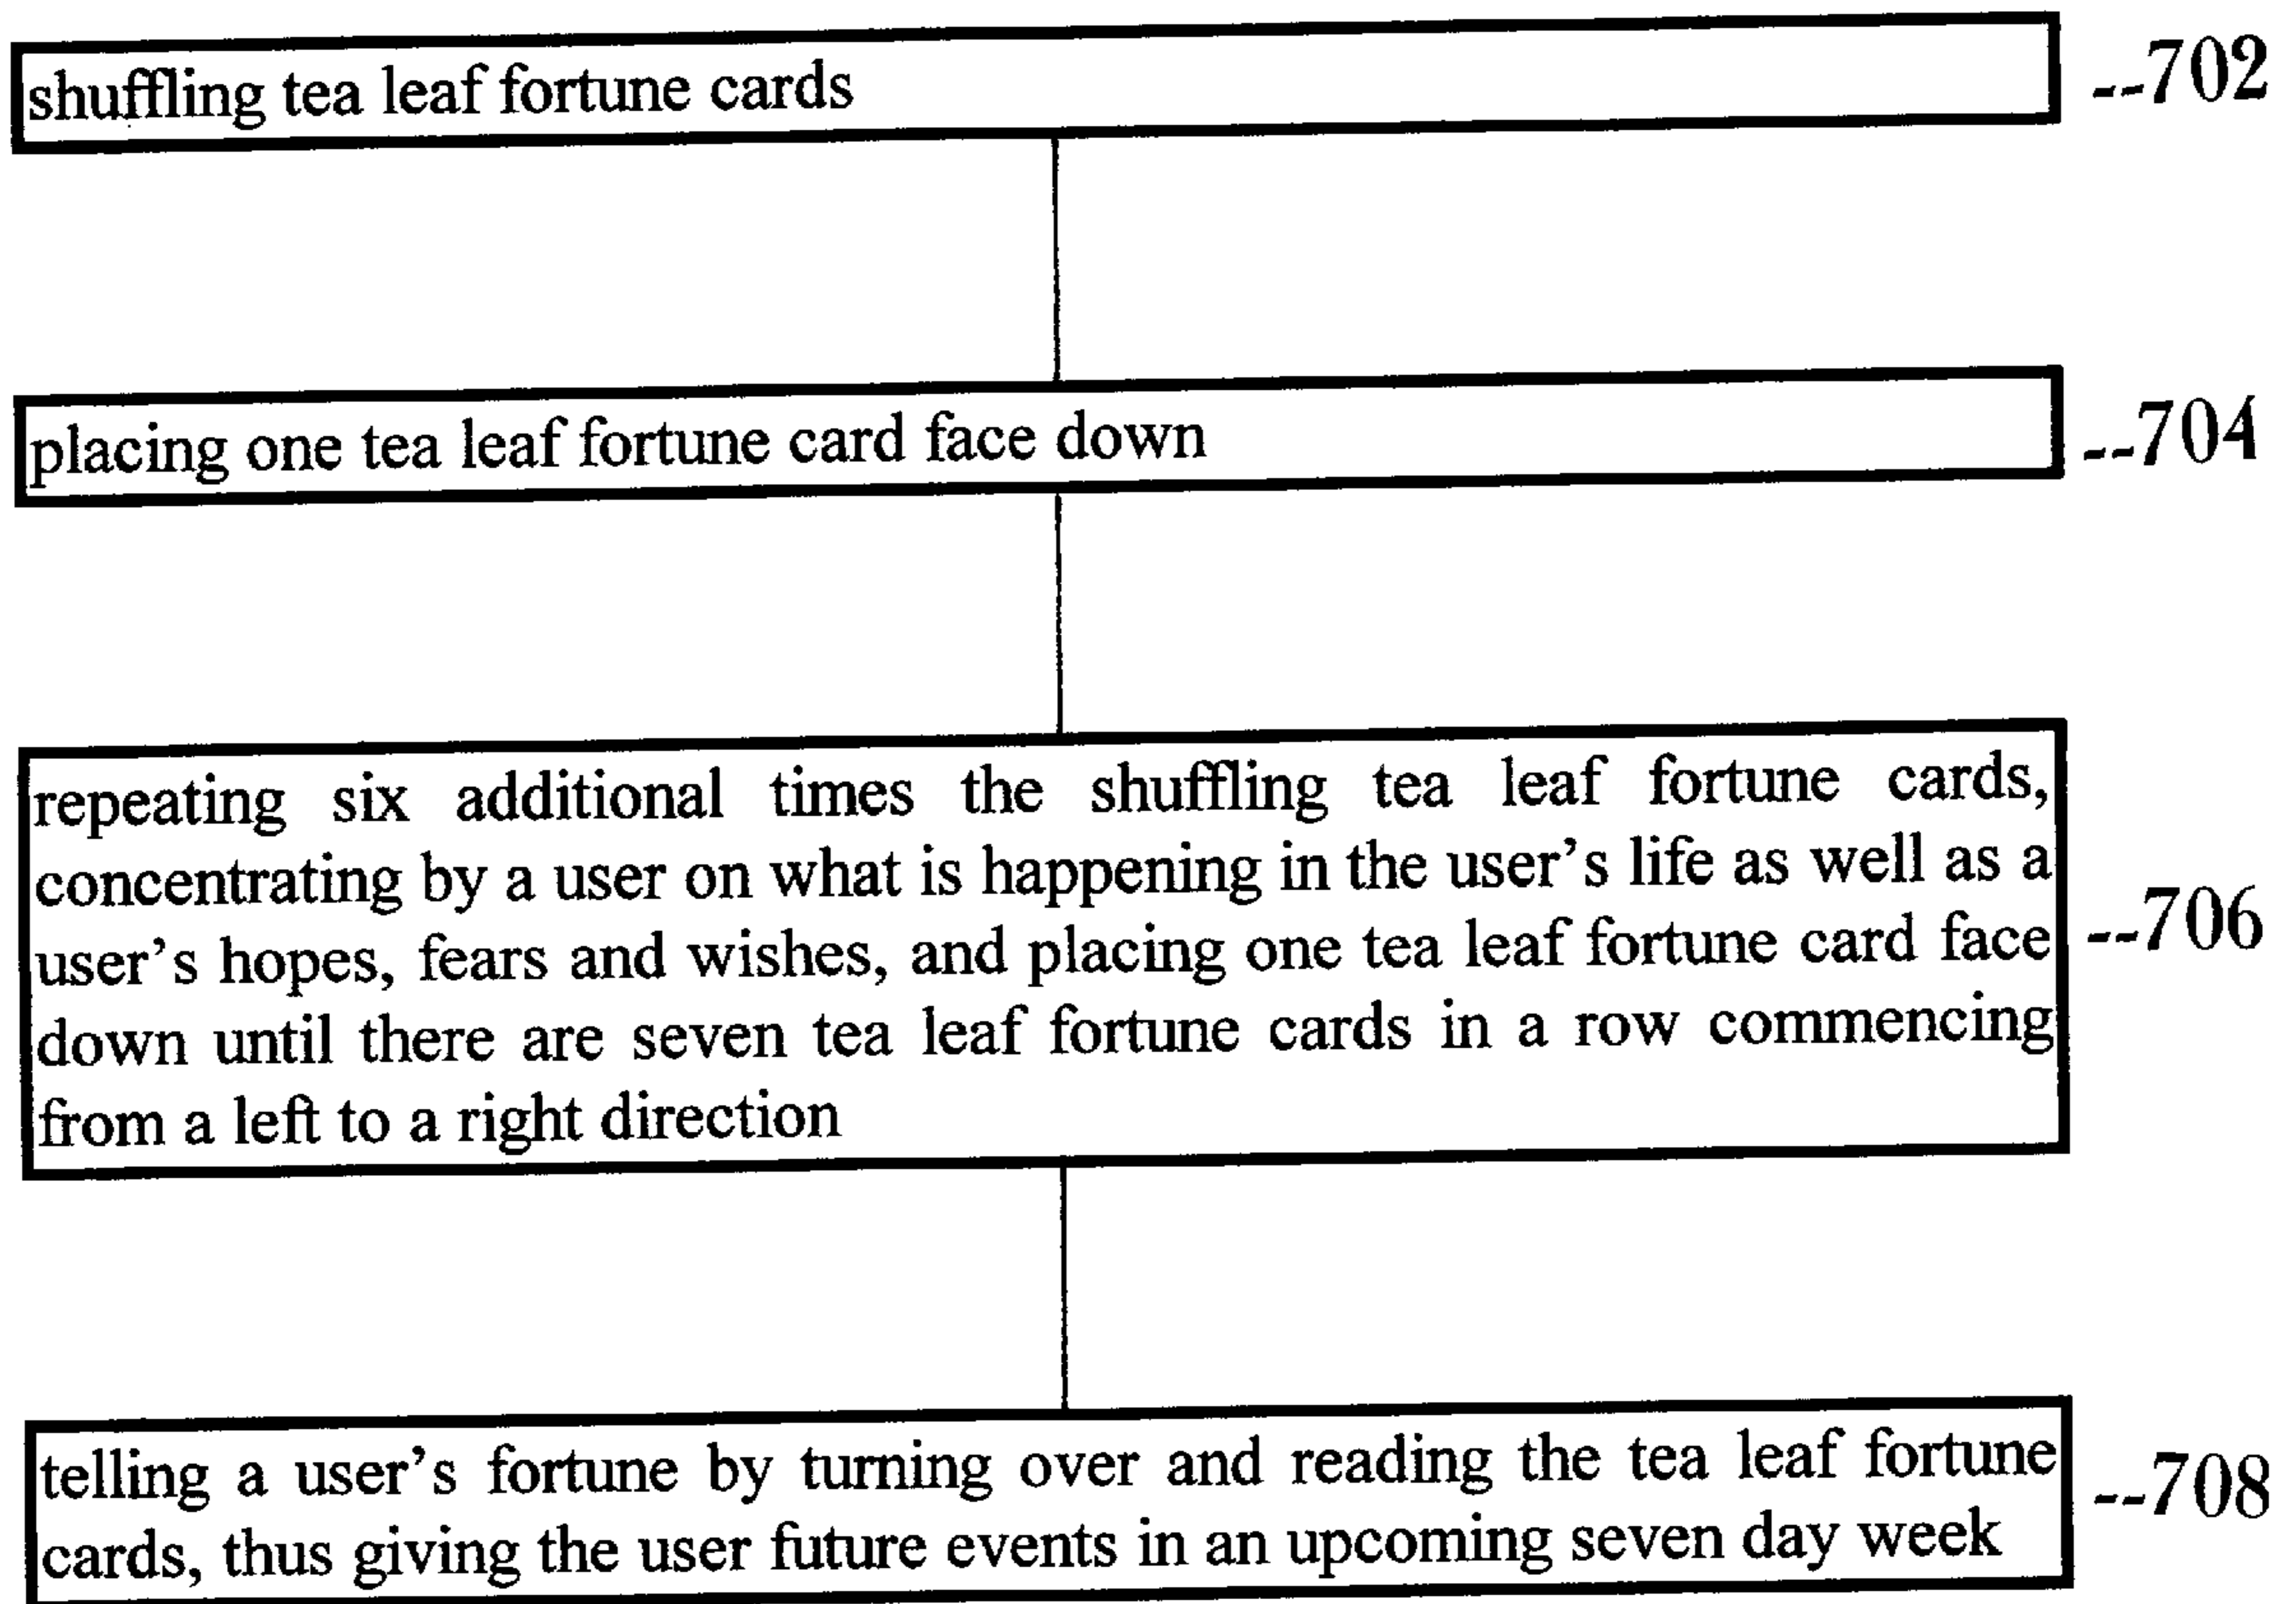 shuffling tea leaf fortune cards --702
placing one tea leaf fortune card face down --704
repeating six additional times the shuffling tea leaf fortune cards,
concentrating by a user on what is happening in the user's life as well as a
user's hopes, fears and wishes, and placing one tea leaf fortune card face --706
down until there are seven tea leaf fortune cards in a row commencing
from a left to a right direction
telling a user's fortune by turning over and reading the tea leaf fortune --708
cards, thus giving the user future events in an upcoming seven day week